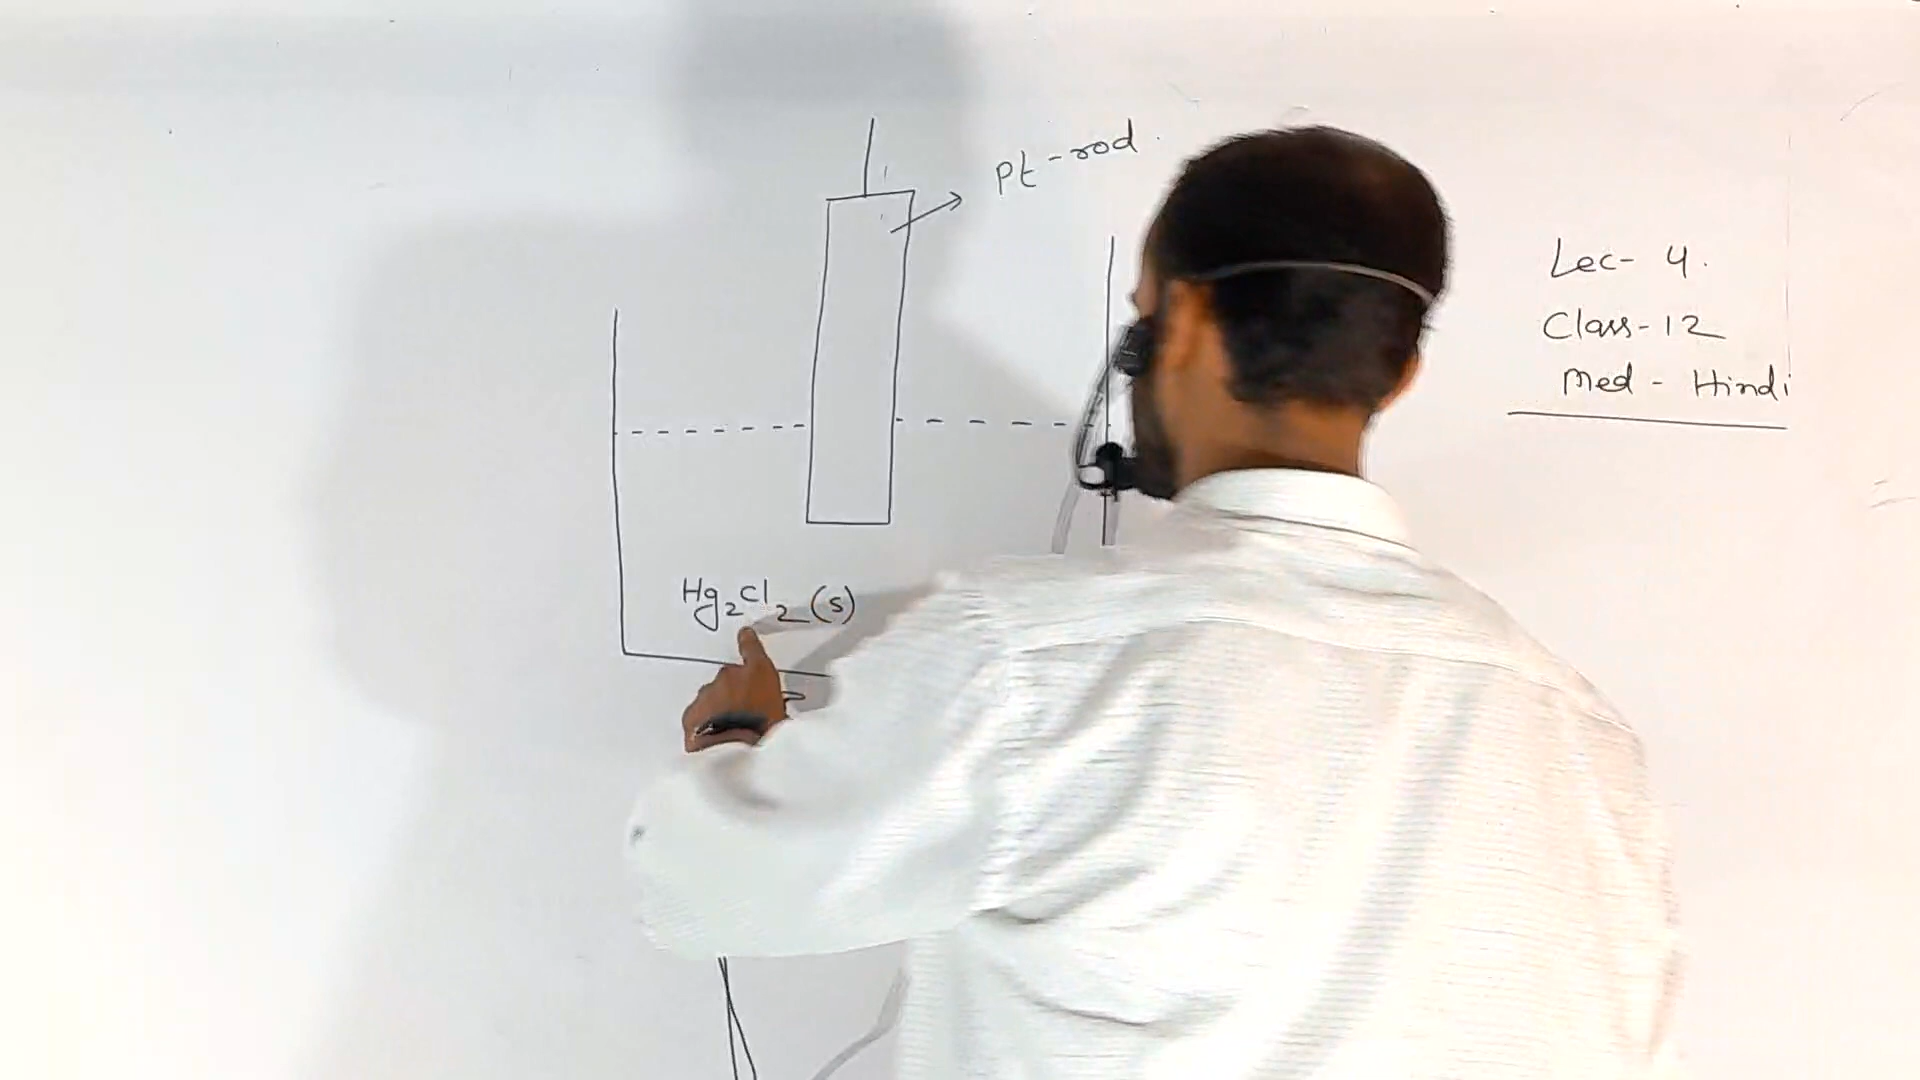 Pt-rod.
Lec- 4.
Class-12
Med - Hindi
Hg₂Cl₂(s)